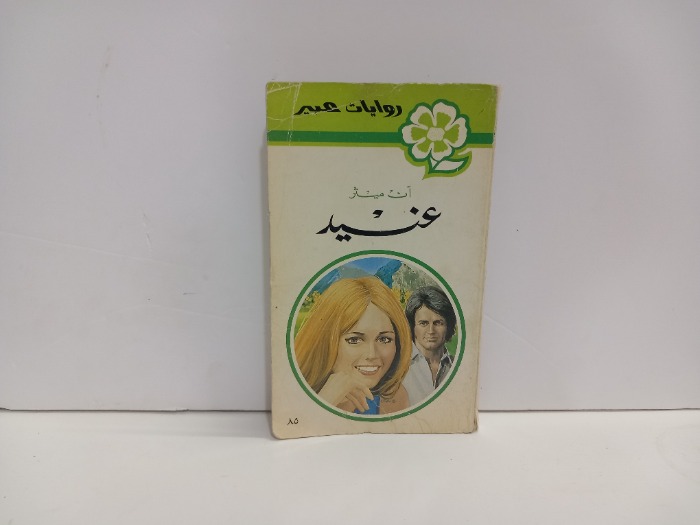 روايات عبير
آن ميثر
عنيد
٨٥